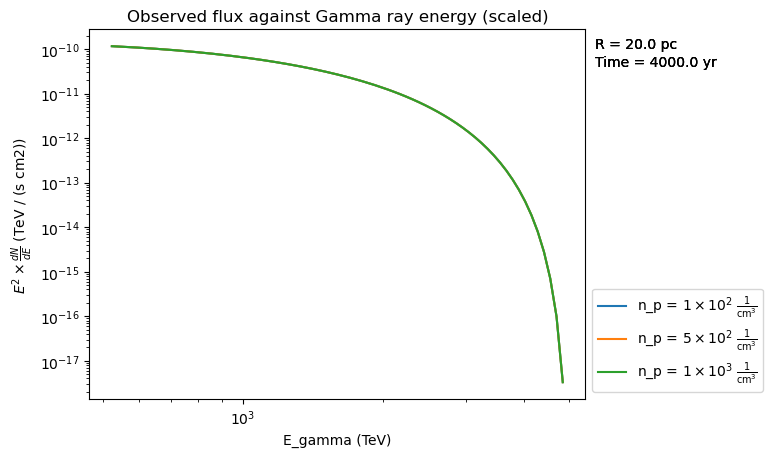 Observed flux against Gamma ray energy (scaled)
R = 20.0 pc
Time = 4000.0 yr
10⁻¹⁰
10⁻¹¹
10⁻¹²
10⁻¹³
10⁻¹⁴
10⁻¹⁵
10⁻¹⁶
10⁻¹⁷
E² × dN/dE (TeV / (s cm2))
n_p = 1 × 10² 1/cm³
n_p = 5 × 10² 1/cm³
n_p = 1 × 10³ 1/cm³
10³
E_gamma (TeV)